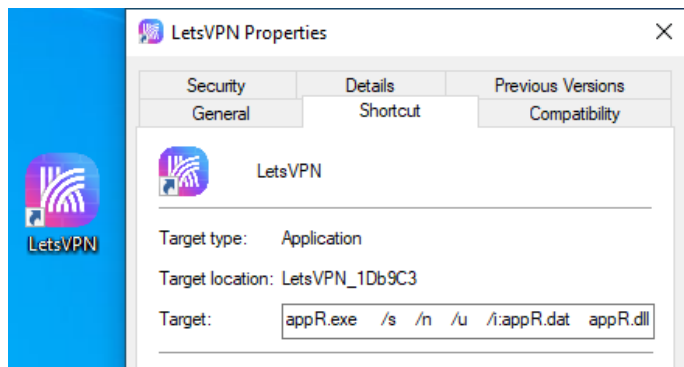 LetsVPN Properties
Security Details Previous Versions
General Shortcut Compatibility
LetsVPN
LetsVPN
Target type: Application
Target location: LetsVPN_1Db9C3
Target: appR.exe /s /n /u /i:appR.dat appR.dll